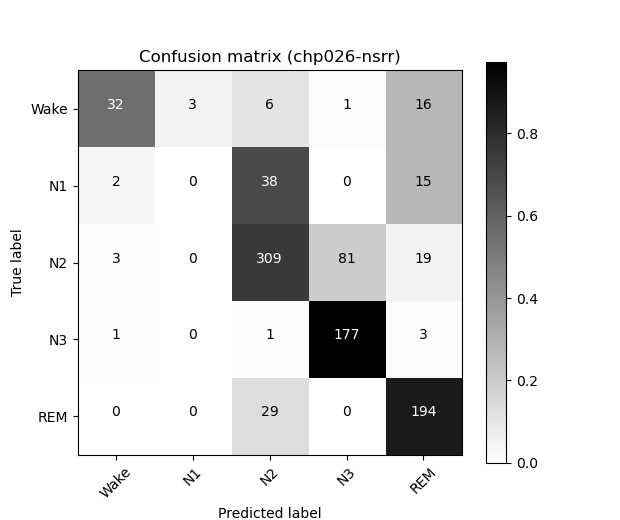 Confusion matrix (chp026-nsrr)
Wake 32 3 6 1 16
N1 2 0 38 0 15
N2 3 0 309 81 19
N3 1 0 1 177 3
REM 0 0 29 0 194
Wake N1 N2 N3 REM
True label
Predicted label
0.8
0.6
0.4
0.2
0.0